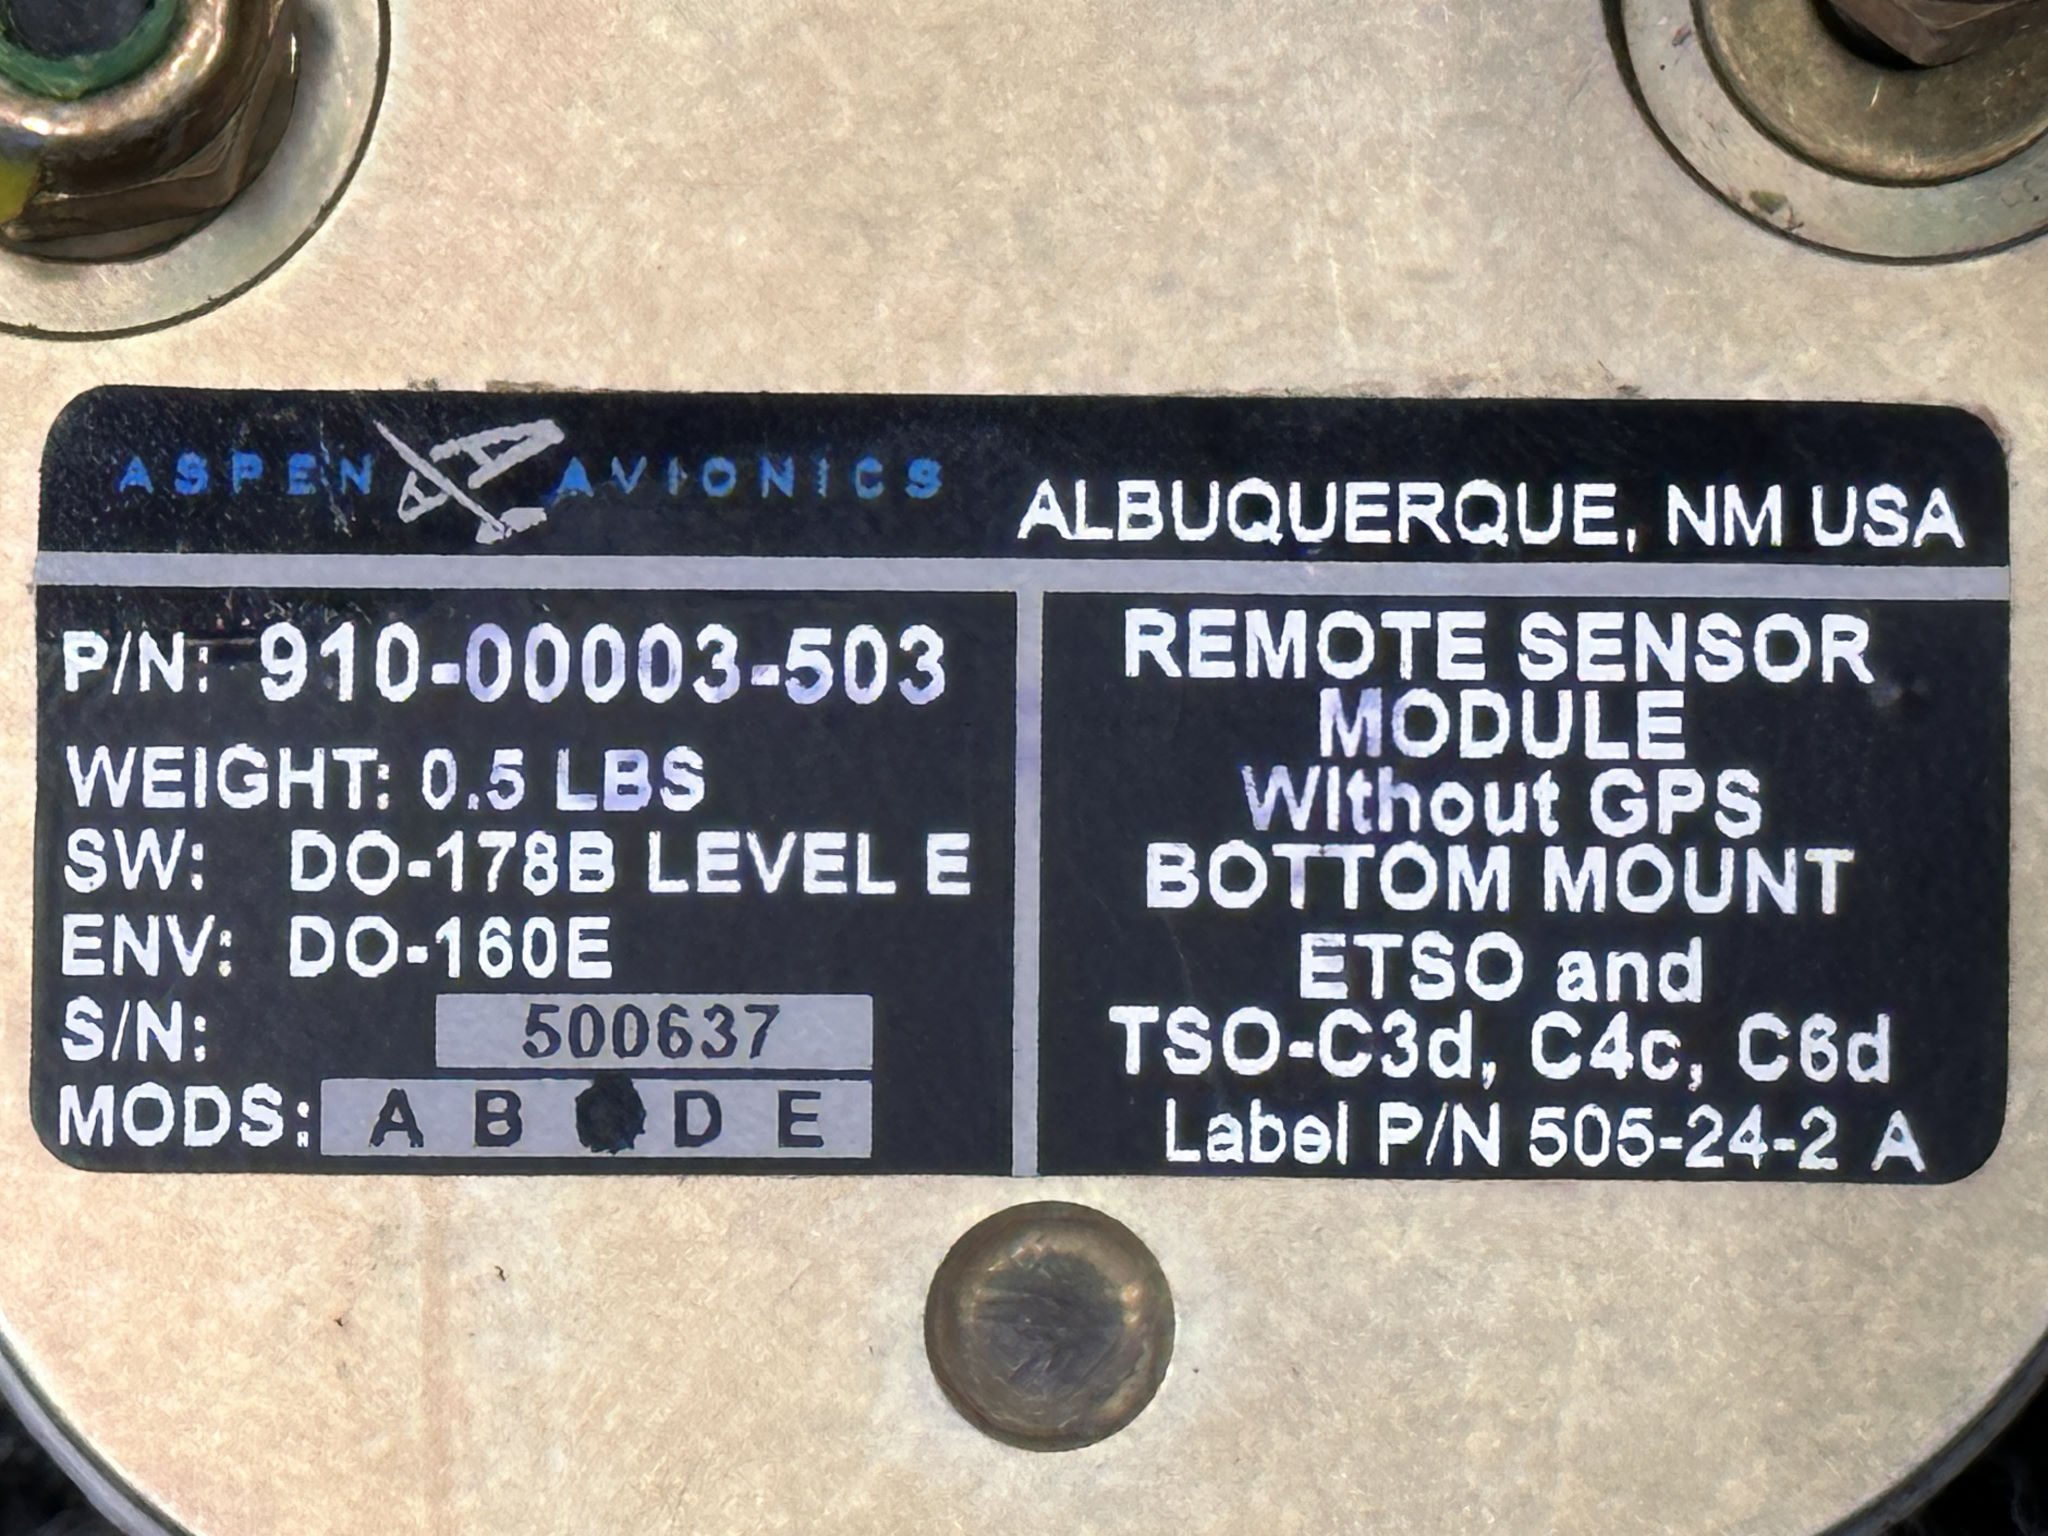 ASPEN AVIONICS
ALBUQUERQUE, NM USA
P/N: 910-00003-503
WEIGHT: 0.5 LBS
SW: DO-178B LEVEL E
ENV: DO-160E
S/N: 500637
MODS: A B D E
REMOTE SENSOR
MODULE
Without GPS
BOTTOM MOUNT
ETSO and
TSO-C3d, C4c, C6d
Label P/N 505-24-2 A